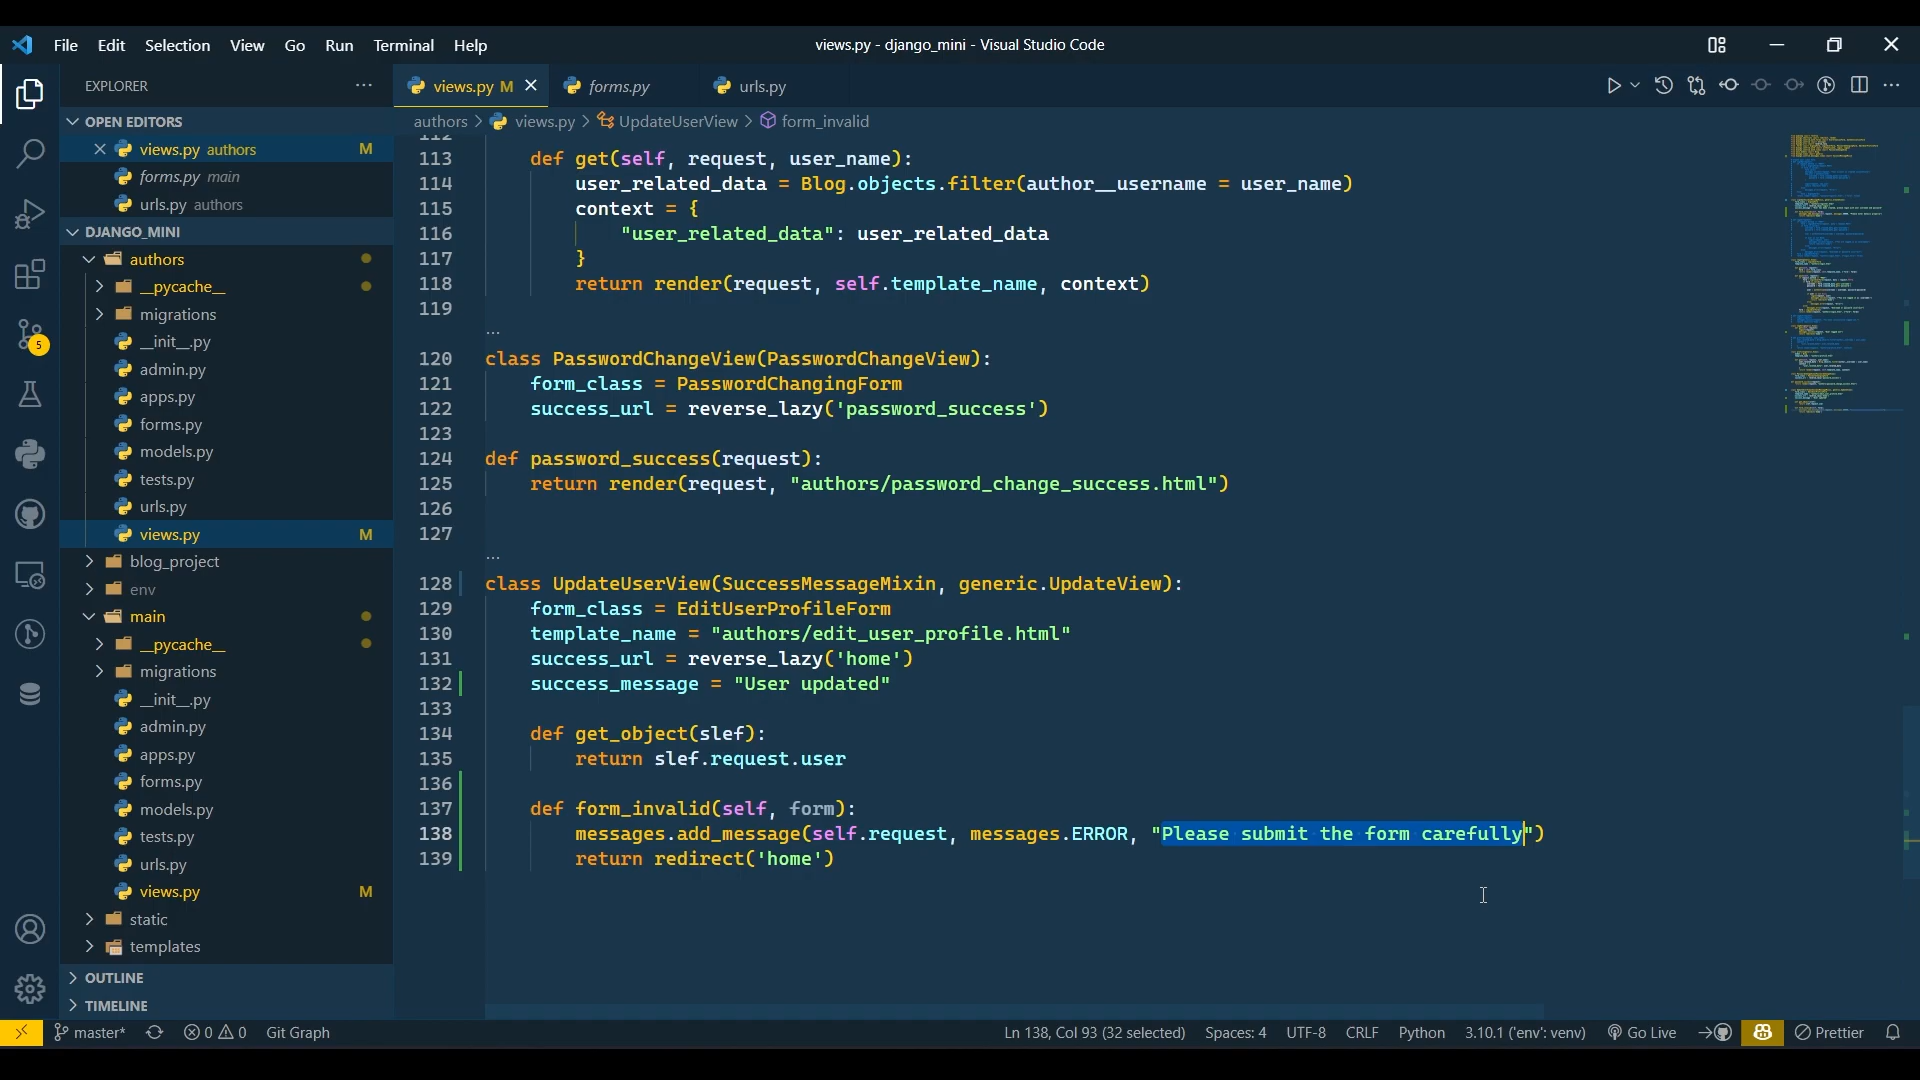 File Edit Selection View Go Run Terminal Help
views.py - django_mini - Visual Studio Code
EXPLORER ...
OPEN EDITORS
views.py authors M
forms.py main
urls.py authors
DJANGO_MINI
authors
__pycache__
migrations
__init__.py
admin.py
apps.py
forms.py
models.py
tests.py
urls.py
views.py M
blog_project
env
main
__pycache__
migrations
__init__.py
admin.py
apps.py
forms.py
models.py
tests.py
urls.py
views.py M
static
templates
OUTLINE
TIMELINE
5
views.py M forms.py urls.py
authors > views.py > UpdateUserView > form_invalid
112
113 def get(self, request, user_name):
114 user_related_data = Blog.objects.filter(author__username = user_name)
115 context = {
116 "user_related_data": user_related_data
117 }
118 return render(request, self.template_name, context)
119
...
120 class PasswordChangeView(PasswordChangeView):
121 form_class = PasswordChangingForm
122 success_url = reverse_lazy('password_success')
123
124 def password_success(request):
125 return render(request, "authors/password_change_success.html")
126
127
...
128 class UpdateUserView(SuccessMessageMixin, generic.UpdateView):
129 form_class = EditUserProfileForm
130 template_name = "authors/edit_user_profile.html"
131 success_url = reverse_lazy('home')
132 success_message = "User updated"
133
134 def get_object(slef):
135 return slef.request.user
136
137 def form_invalid(self, form):
138 messages.add_message(self.request, messages.ERROR, "Please submit the form carefully")
139 return redirect('home')
master* 0 0 Git Graph Ln 138, Col 93 (32 selected) Spaces: 4 UTF-8 CRLF Python 3.10.1 ('env': venv) Go Live Prettier